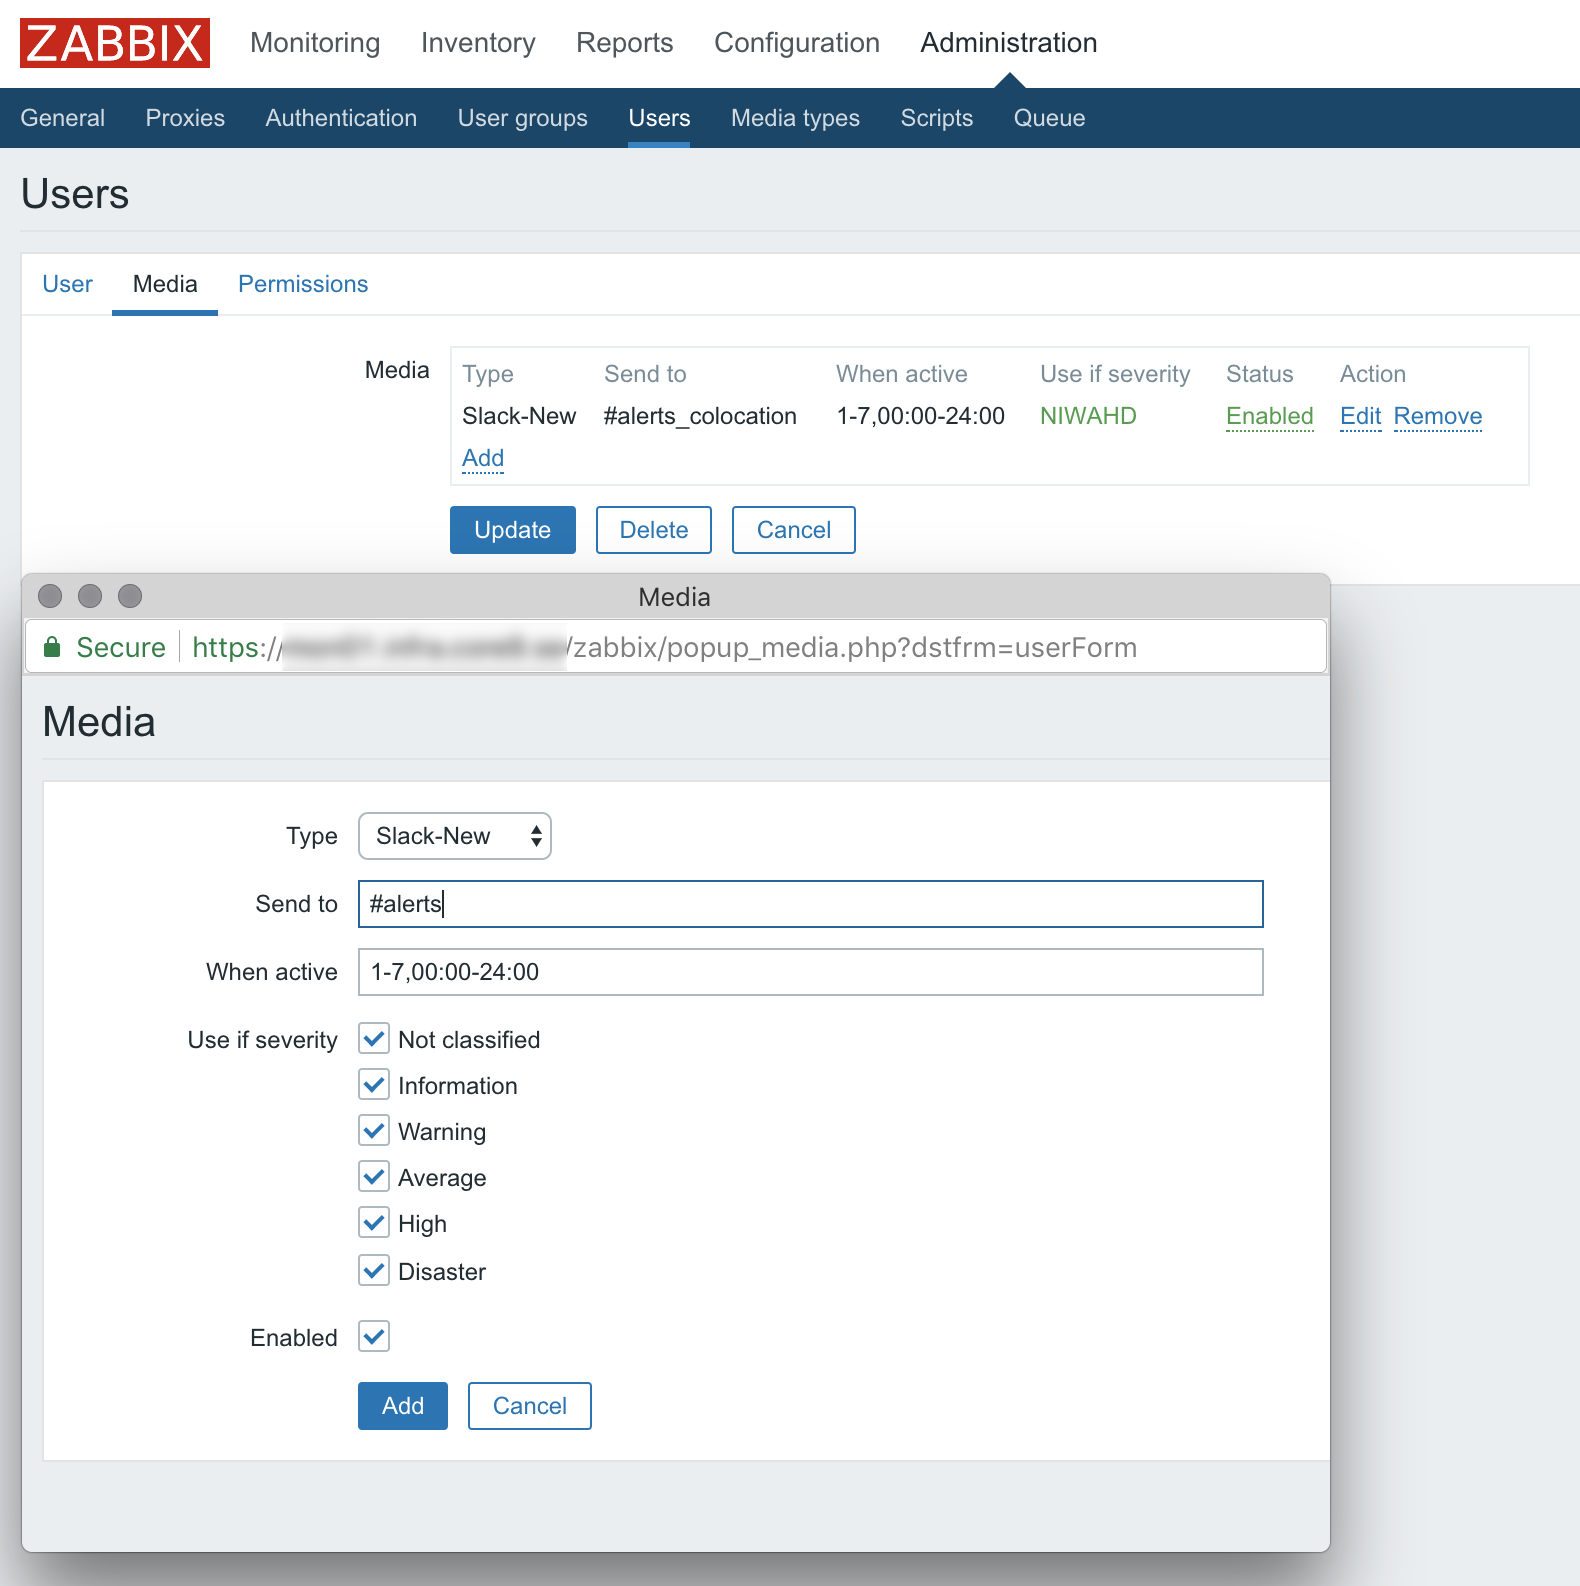 ZABBIX Monitoring Inventory Reports Configuration Administration
General Proxies Authentication User groups Users Media types Scripts Queue
Users
User Media Permissions
Media Type Send to When active Use if severity Status Action
Slack-New #alerts_colocation 1-7,00:00-24:00 NIWAHD Enabled Edit Remove
Add
Update Delete Cancel
Media
Secure https:// /zabbix/popup_media.php?dstfrm=userForm
Media
Type Slack-New
Send to #alerts
When active 1-7,00:00-24:00
Use if severity Not classified
Information
Warning
Average
High
Disaster
Enabled
Add Cancel